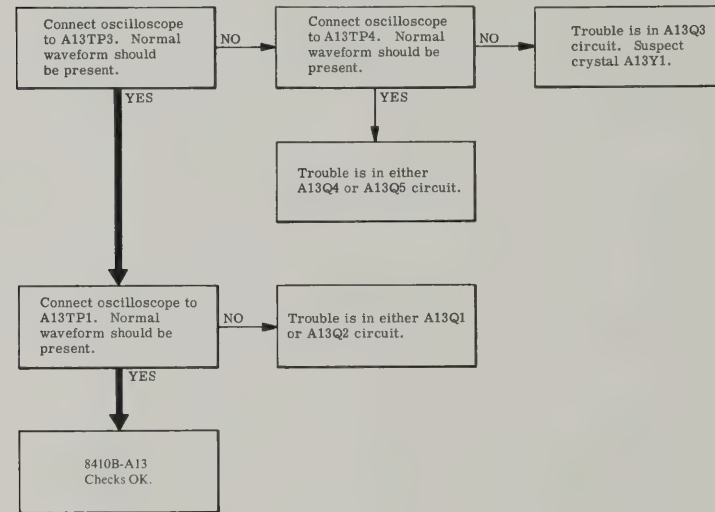 Connect oscilloscope
to A13TP3. Normal
waveform should
be present.
NO
Connect oscilloscope
to A13TP4. Normal
waveform should be
present.
NO
Trouble is in A13Q3
circuit. Suspect
crystal A13Y1.
YES
YES
Trouble is in either
A13Q4 or A13Q5 circuit.
Connect oscilloscope to
A13TP1. Normal
waveform should be
present.
NO
Trouble is in either A13Q1
or A13Q2 circuit.
YES
8410B-A13
Checks OK.